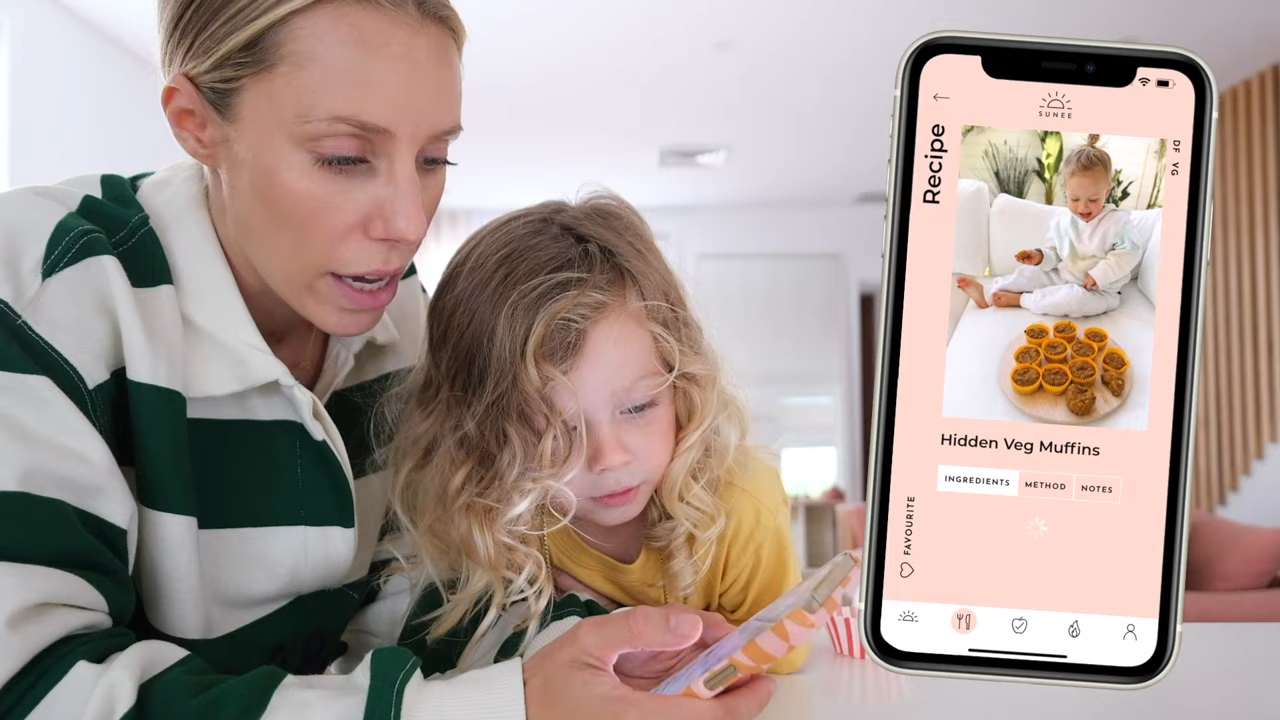 SUNEE
Recipe
DF VG
Hidden Veg Muffins
INGREDIENTS METHOD NOTES
FAVOURITE